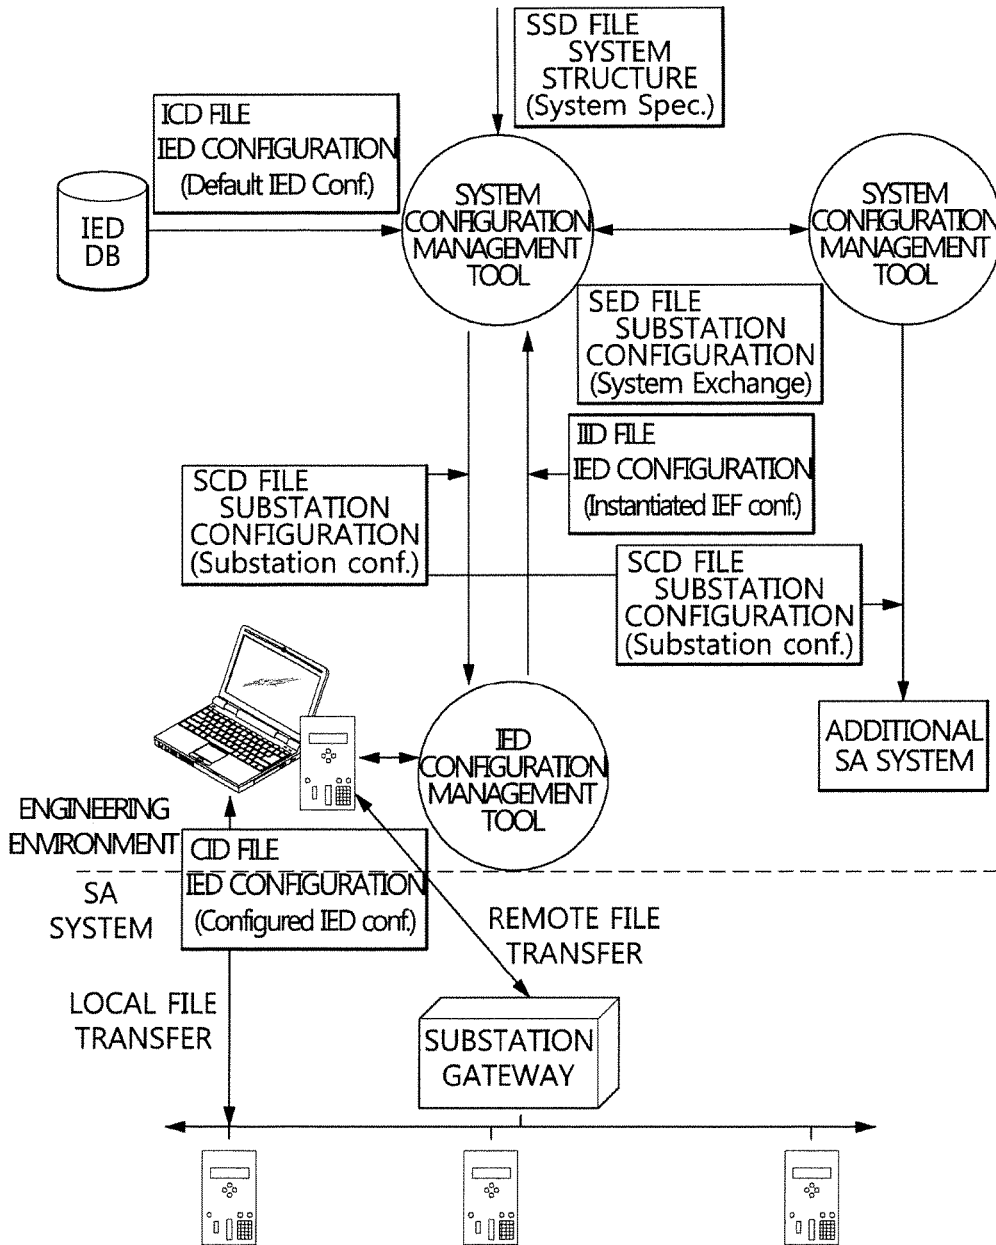 SSD FILE
SYSTEM
STRUCTURE
(System Spec.)
ICD FILE
IED CONFIGURATION
(Default IED Conf.)
IED
DB
SYSTEM
CONFIGURATION
MANAGEMENT
TOOL
SYSTEM
CONFIGURATION
MANAGEMENT
TOOL
SED FILE
SUBSTATION
CONFIGURATION
(System Exchange)
IID FILE
IED CONFIGURATION
(Instantiated IEF conf.)
SCD FILE
SUBSTATION
CONFIGURATION
(Substation conf.)
SCD FILE
SUBSTATION
CONFIGURATION
(Substation conf.)
IED
CONFIGURATION
MANAGEMENT
TOOL
ADDITIONAL
SA SYSTEM
ENGINEERING
ENVIRONMENT
CID FILE
IED CONFIGURATION
(Configured IED conf.)
SA
SYSTEM
REMOTE FILE
TRANSFER
LOCAL FILE
TRANSFER
SUBSTATION
GATEWAY